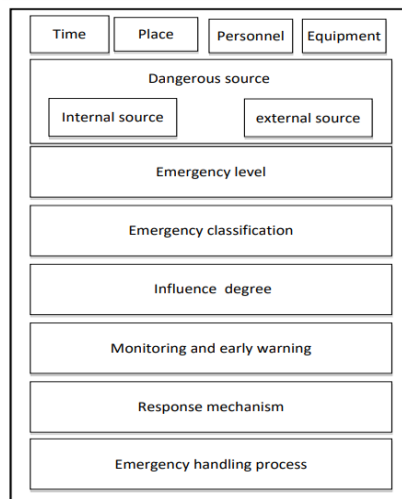 Time Place Personnel Equipment
Dangerous source
Internal source external source
Emergency level
Emergency classification
Influence degree
Monitoring and early warning
Response mechanism
Emergency handling process